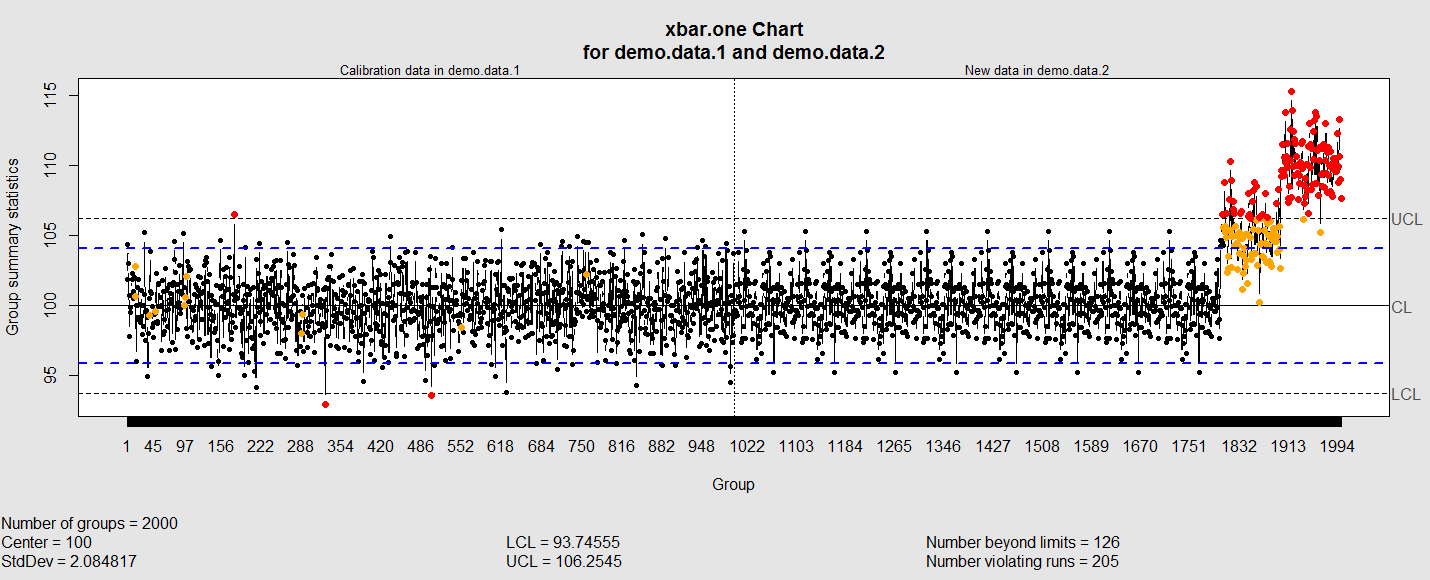 xbar.one Chart
for demo.data.1 and demo.data.2
Calibration data in demo.data.1
New data in demo.data.2
Group summary statistics
115
110
105
100
95
UCL
CL
LCL
1 45 97 156 222 288 354 420 486 552 618 684 750 816 882 948 1022 1103 1184 1265 1346 1427 1508 1589 1670 1751 1832 1913 1994
Group
Number of groups = 2000
Center = 100
StdDev = 2.084817
LCL = 93.74555
UCL = 106.2545
Number beyond limits = 126
Number violating runs = 205